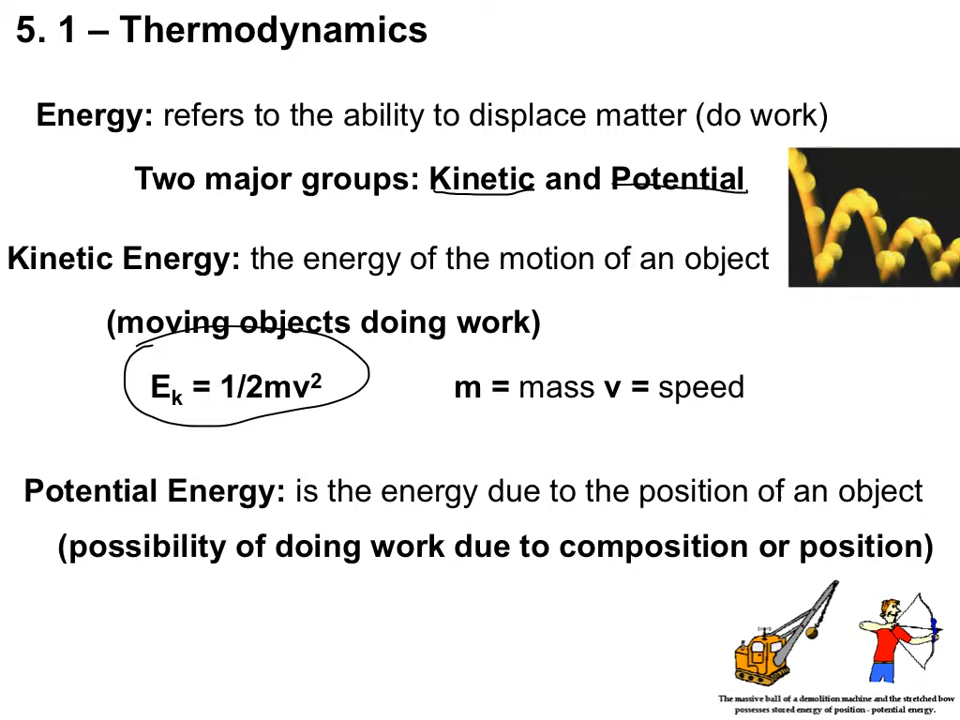 5. 1 – Thermodynamics
Energy: refers to the ability to displace matter (do work)
Two major groups: Kinetic and Potential
Kinetic Energy: the energy of the motion of an object
(moving objects doing work)
Eₖ = 1/2mv² m = mass v = speed
Potential Energy: is the energy due to the position of an object
(possibility of doing work due to composition or position)
The massive ball of a demolition machine and the stretched bow
possesses stored energy of position - potential energy.